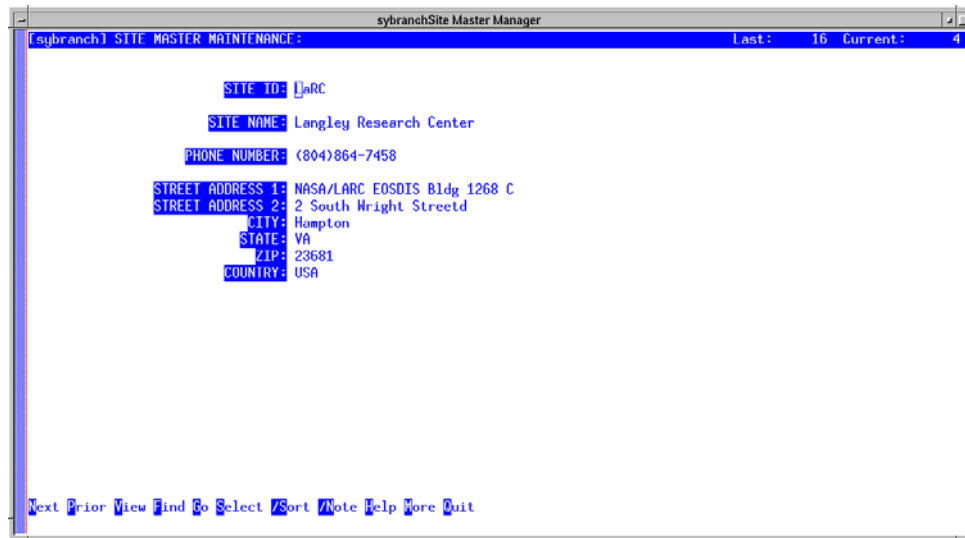 sybranchSite Master Manager
[sybranch] SITE MASTER MAINTENANCE: Last: 16 Current: 4
SITE ID: LaRC
SITE NAME: Langley Research Center
PHONE NUMBER: (804)864-7458
STREET ADDRESS 1: NASA/LARC EOSDIS Bldg 1268 C
STREET ADDRESS 2: 2 South Wright Streetd
CITY: Hampton
STATE: VA
ZIP: 23681
COUNTRY: USA
Next Prior View Find Go Select /Sort /Note Help More Quit